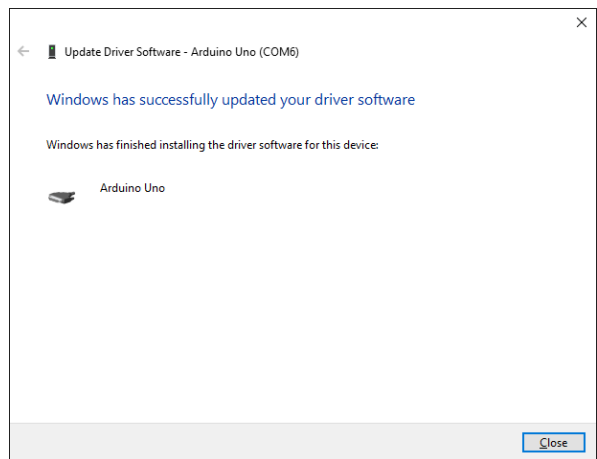 Update Driver Software - Arduino Uno (COM6)
Windows has successfully updated your driver software
Windows has finished installing the driver software for this device:
Arduino Uno
Close